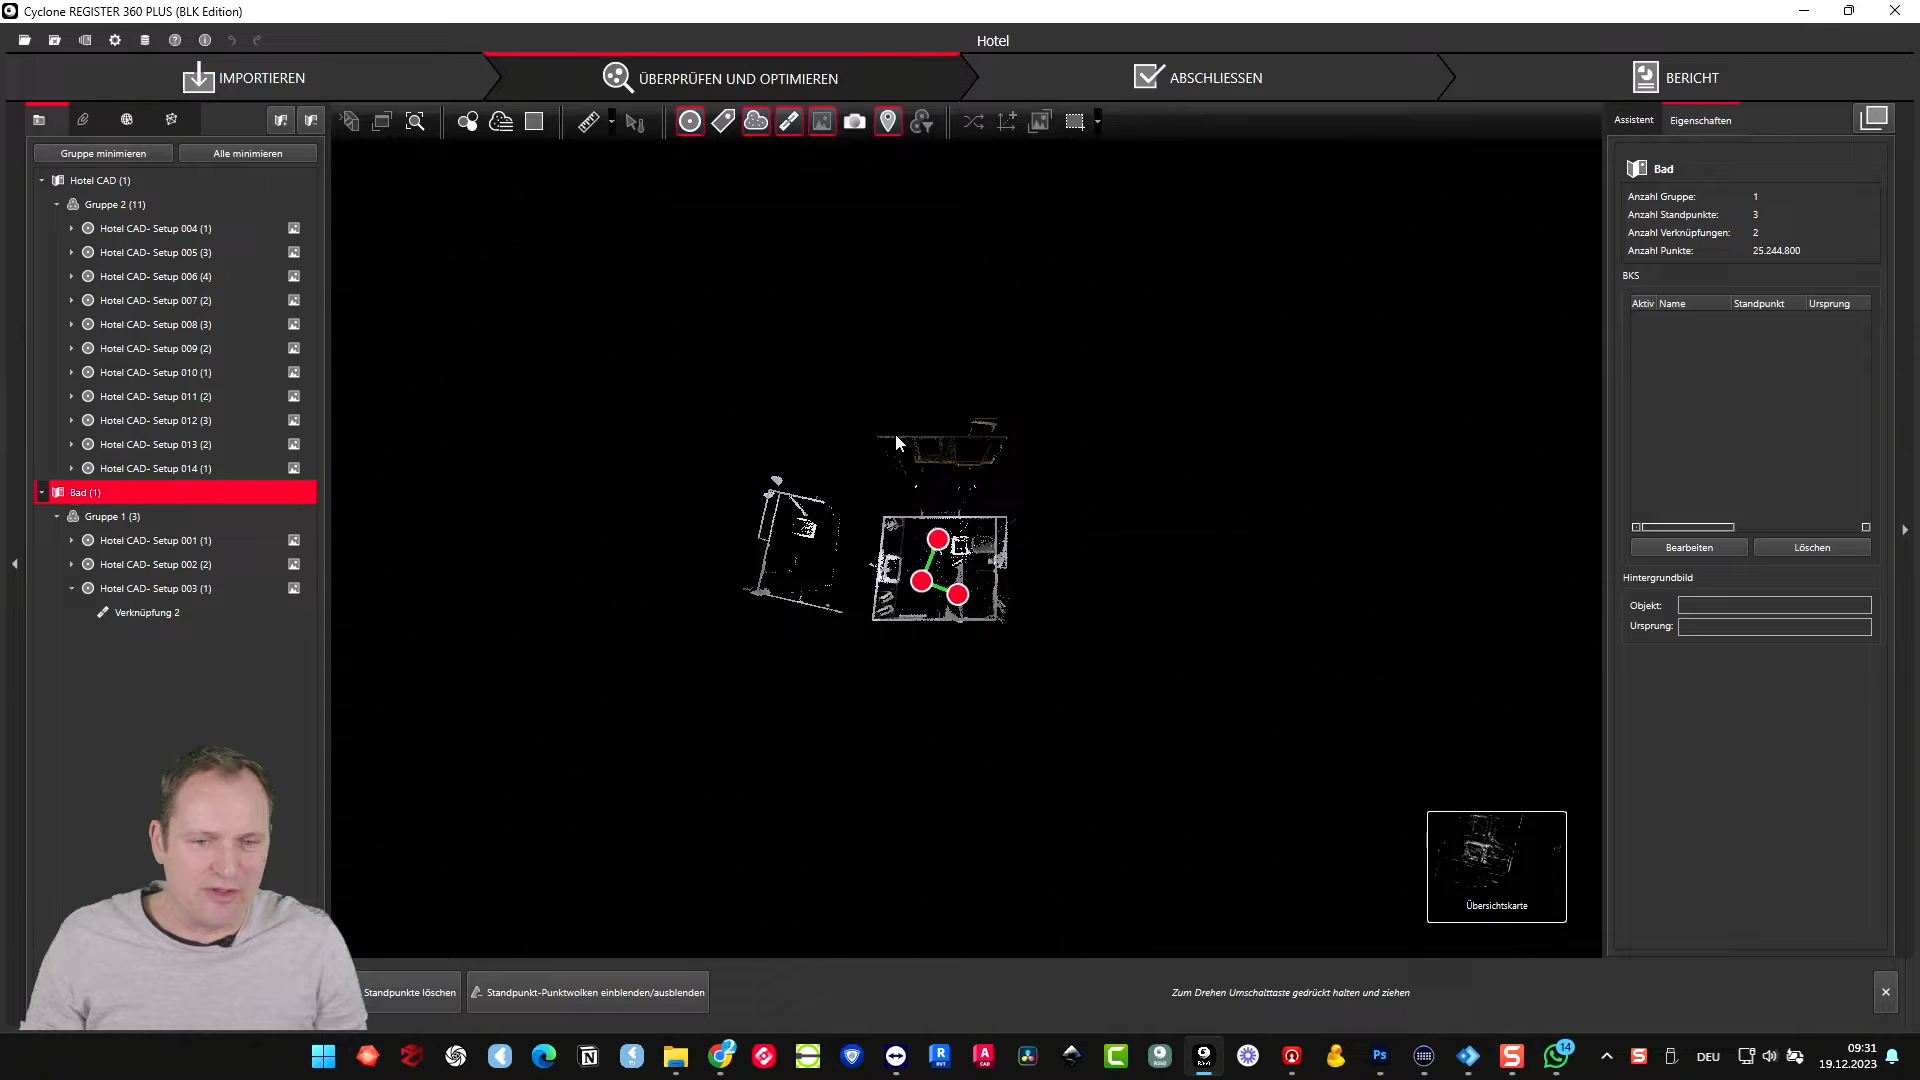 Cyclone REGISTER 360 PLUS (BLK Edition)
Hotel
IMPORTIEREN
ÜBERPRÜFEN UND OPTIMIEREN
ABSCHLIESSEN
BERICHT
Assistent
Eigenschaften
Gruppe minimieren
Alle minimieren
Hotel CAD (1)
Gruppe 2 (11)
Hotel CAD- Setup 004 (1)
Hotel CAD- Setup 005 (3)
Hotel CAD- Setup 006 (4)
Hotel CAD- Setup 007 (2)
Hotel CAD- Setup 008 (3)
Hotel CAD- Setup 009 (2)
Hotel CAD- Setup 010 (1)
Hotel CAD- Setup 011 (2)
Hotel CAD- Setup 012 (3)
Hotel CAD- Setup 013 (2)
Hotel CAD- Setup 014 (1)
Bad (1)
Gruppe 1 (3)
Hotel CAD- Setup 001 (1)
Hotel CAD- Setup 002 (2)
Hotel CAD- Setup 003 (1)
Verknüpfung 2
Bad
Anzahl Gruppe: 1
Anzahl Standpunkte: 3
Anzahl Verknüpfungen: 2
Anzahl Punkte: 25.244.800
BKS
Aktiv Name Standpunkt Ursprung
Bearbeiten
Löschen
Hintergrundbild
Objekt:
Ursprung:
Übersichtskarte
Standpunkte löschen
Standpunkt-Punktwolken einblenden/ausblenden
Zum Drehen Umschalttaste gedrückt halten und ziehen
DEU
09:31
19.12.2023